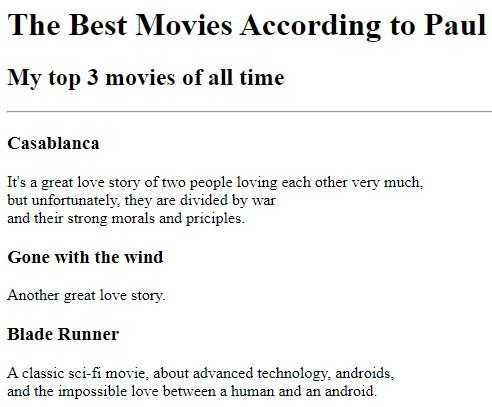 The Best Movies According to Paul
My top 3 movies of all time
Casablanca
It's a great love story of two people loving each other very much,
but unfortunately, they are divided by war
and their strong morals and priciples.
Gone with the wind
Another great love story.
Blade Runner
A classic sci-fi movie, about advanced technology, androids,
and the impossible love between a human and an android.